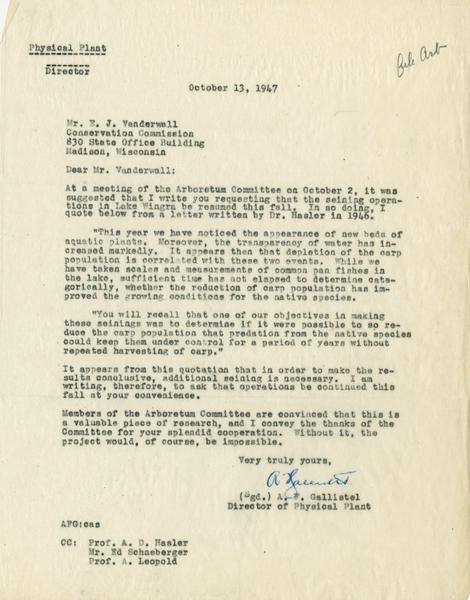 Physical Plant
Director
File Arb
October 13, 1947
Mr. E. J. Vanderwall
Conservation Commission
830 State Office Building
Madison, Wisconsin
Dear Mr. Vanderwall:
At a meeting of the Arboretum Committee on October 2, it was
suggested that I write you requesting that the seining opera-
tions in Lake Wingra be resumed this fall. In so doing, I
quote below from a letter written by Dr. Hasler in 1946.
"This year we have noticed the appearance of new beds of
aquatic plants. Moreover, the transparency of water has in-
creased markedly. It appears that depletion of the carp
population is correlated with these two events. While we
have taken scales and measurements of common pan fishes in
the lake, sufficient time has not elapsed to determine cate-
gorically, whether the reduction of carp population has im-
proved the growing conditions for the native species.
"You will recall that one of our objectives in making
these seinings was to determine if it were possible to so re-
duce the carp population that predation from the native species
could keep them under control for a period of years without
repeated harvesting of carp."
It appears from this quotation that in order to make the re-
sults conclusive, additional seining is necessary. I am
writing, therefore, to ask that operations be continued this
fall at your convenience.
Members of the Arboretum Committee are convinced that this is
a valuable piece of research, and I convey the thanks of the
Committee for your splendid cooperation. Without it, the
project would, of course, be impossible.
Very truly yours,
(Sgd.) A. F. Gallistel
Director of Physical Plant
AFG:cas
CC: Prof. A. D. Hasler
Mr. Ed Schneberger
Prof. A. Leopold